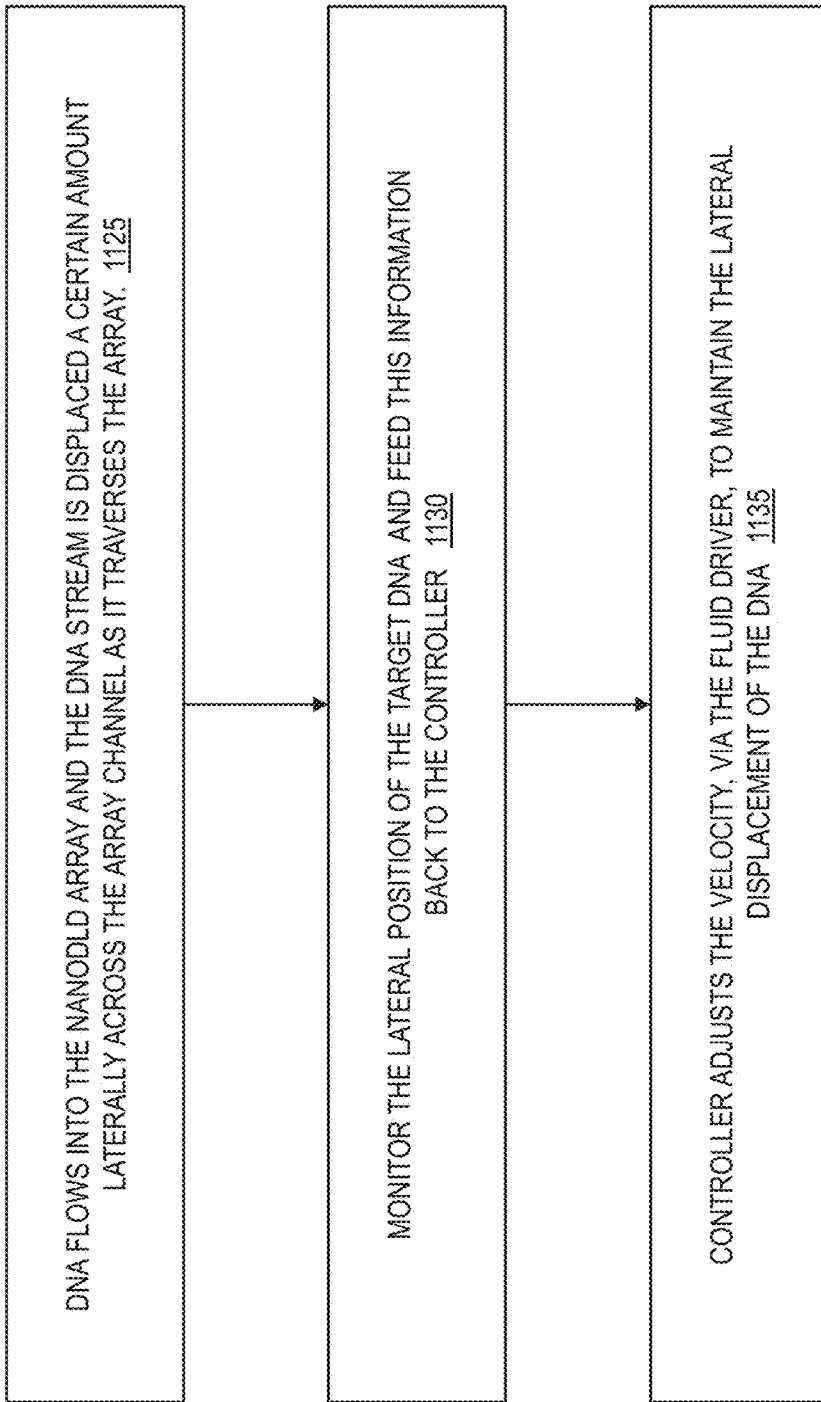 DNA FLOWS INTO THE NANODLD ARRAY AND THE DNA STREAM IS DISPLACED A CERTAIN AMOUNT
LATERALLY ACROSS THE ARRAY CHANNEL AS IT TRAVERSES THE ARRAY. 1125
MONITOR THE LATERAL POSITION OF THE TARGET DNA AND FEED THIS INFORMATION
BACK TO THE CONTROLLER 1130
CONTROLLER ADJUSTS THE VELOCITY, VIA THE FLUID DRIVER, TO MAINTAIN THE LATERAL
DISPLACEMENT OF THE DNA 1135